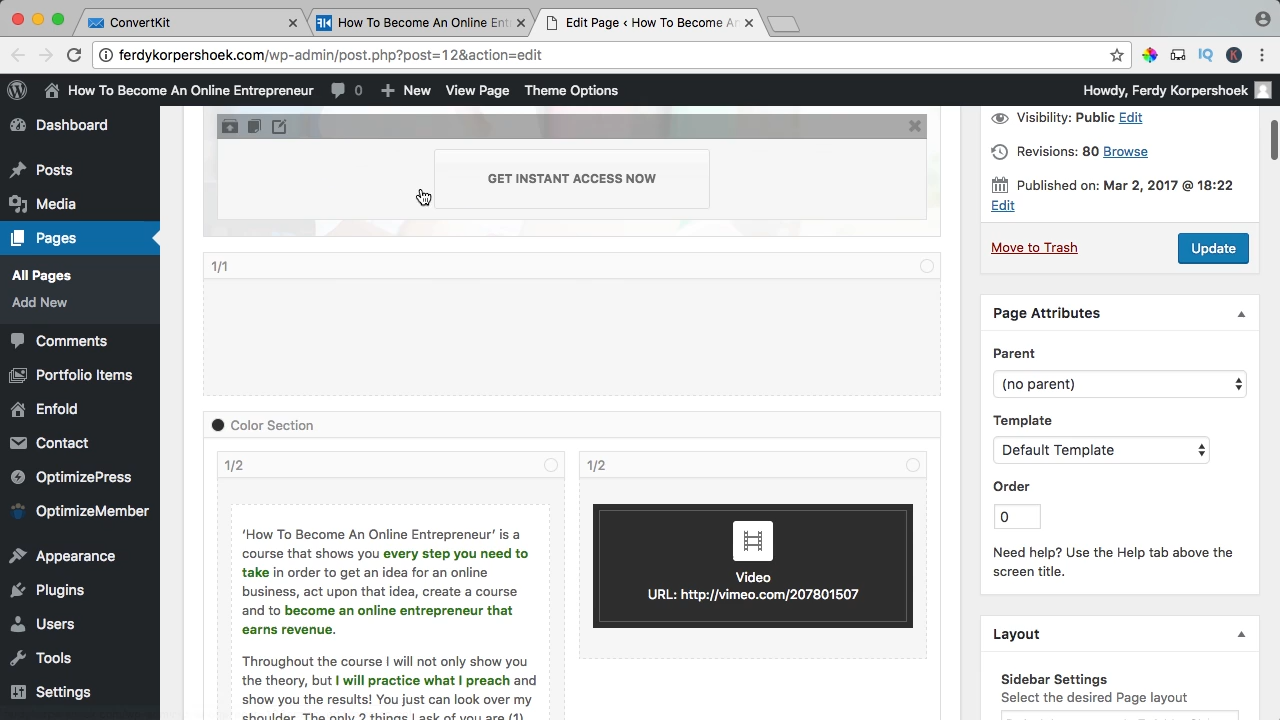 ConvertKit
How To Become An Online Ent
Edit Page ‹ How To Become An
ferdykorpershoek.com/wp-admin/post.php?post=12&action=edit
How To Become An Online Entrepreneur
0
New
View Page
Theme Options
Howdy, Ferdy Korpershoek
Dashboard
Posts
Media
Pages
All Pages
Add New
Comments
Portfolio Items
Enfold
Contact
OptimizePress
OptimizeMember
Appearance
Plugins
Users
Tools
Settings
GET INSTANT ACCESS NOW
1/1
Color Section
1/2
‘How To Become An Online Entrepreneur’ is a
course that shows you every step you need to
take in order to get an idea for an online
business, act upon that idea, create a course
and to become an online entrepreneur that
earns revenue.
Throughout the course I will not only show you
the theory, but I will practice what I preach and
show you the results! You just can look over my
shoulder. The only 2 things I ask of you are (1)
1/2
Video
URL: http://vimeo.com/207801507
Visibility: Public Edit
Revisions: 80 Browse
Published on: Mar 2, 2017 @ 18:22
Edit
Move to Trash
Update
Page Attributes
Parent
(no parent)
Template
Default Template
Order
0
Need help? Use the Help tab above the
screen title.
Layout
Sidebar Settings
Select the desired Page layout